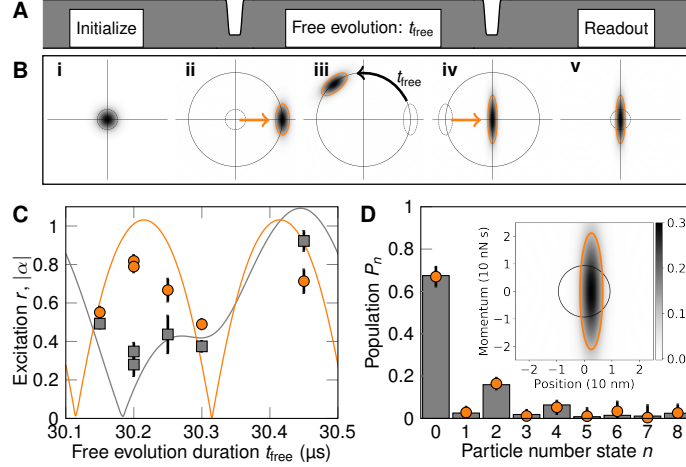 A
Initialize
Free evolution: t_free
Readout
B
i
ii
iii
iv
v
t_free
C
Excitation r, |α|
1
0.8
0.6
0.4
0.2
0
30.1
30.2
30.3
30.4
30.5
Free evolution duration t_free (μs)
D
Population P_n
1
0.8
0.6
0.4
0.2
0
0
1
2
3
4
5
6
7
8
Particle number state n
Momentum (10 nN s)
2
1
0
−1
−2
−2
−1
0
1
2
Position (10 nm)
0.3
0.2
0.1
0.0